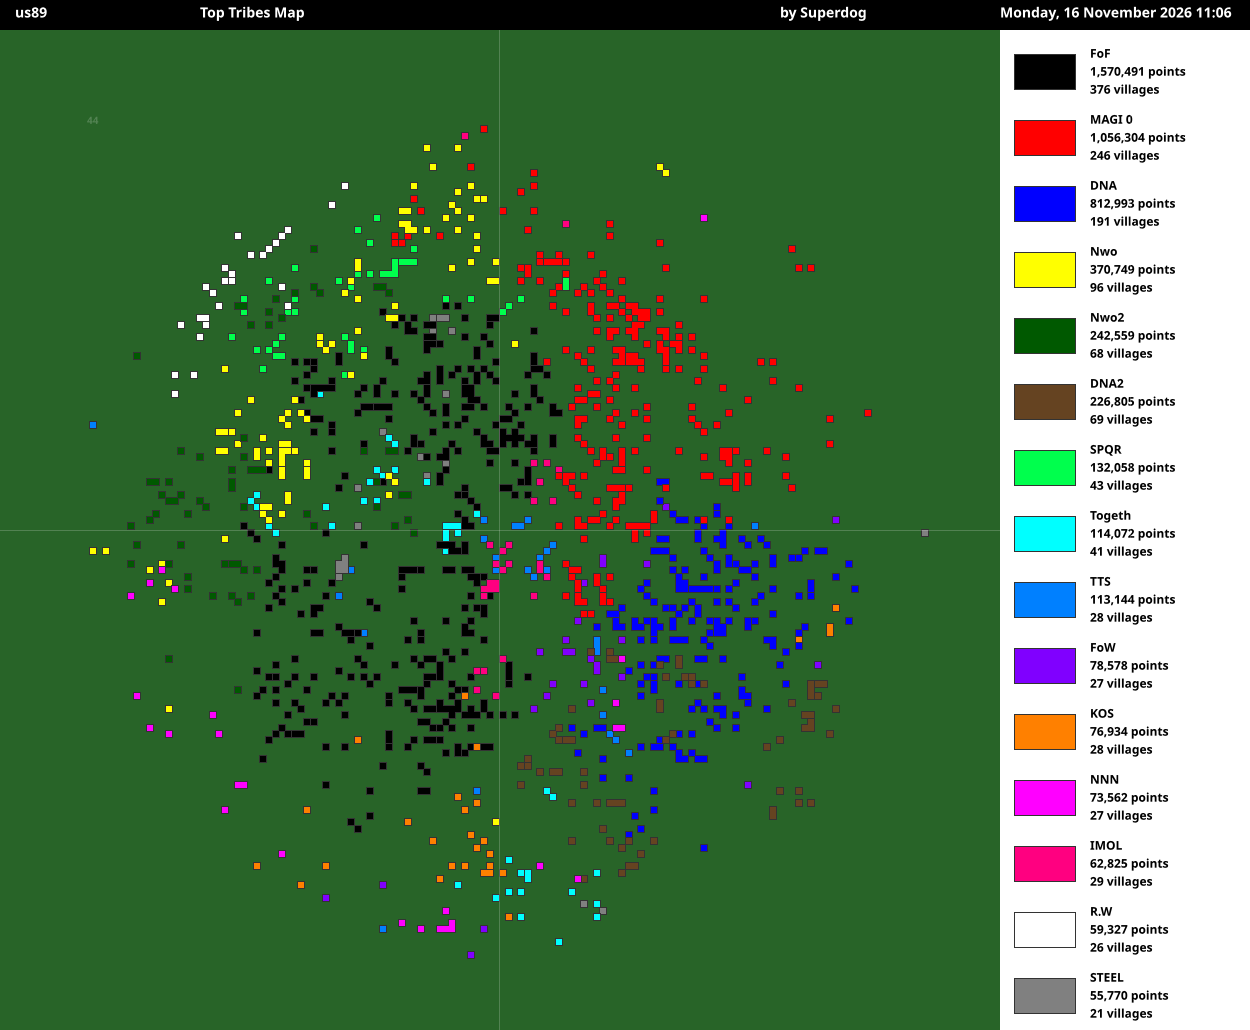 us89 Top Tribes Map by Superdog Monday, 16 November 2026 11:06
44
FoF
1,570,491 points
376 villages
MAGI 0
1,056,304 points
246 villages
DNA
812,993 points
191 villages
Nwo
370,749 points
96 villages
Nwo2
242,559 points
68 villages
DNA2
226,805 points
69 villages
SPQR
132,058 points
43 villages
Togeth
114,072 points
41 villages
TTS
113,144 points
28 villages
FoW
78,578 points
27 villages
KOS
76,934 points
28 villages
NNN
73,562 points
27 villages
IMOL
62,825 points
29 villages
R.W
59,327 points
26 villages
STEEL
55,770 points
21 villages